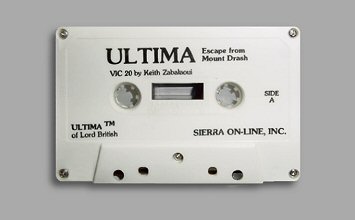 ULTIMA Escape from
Mount Drash
VIC 20 by Keith Zabalaoui
SIDE
A
ULTIMA™
of Lord British
SIERRA ON-LINE, INC.